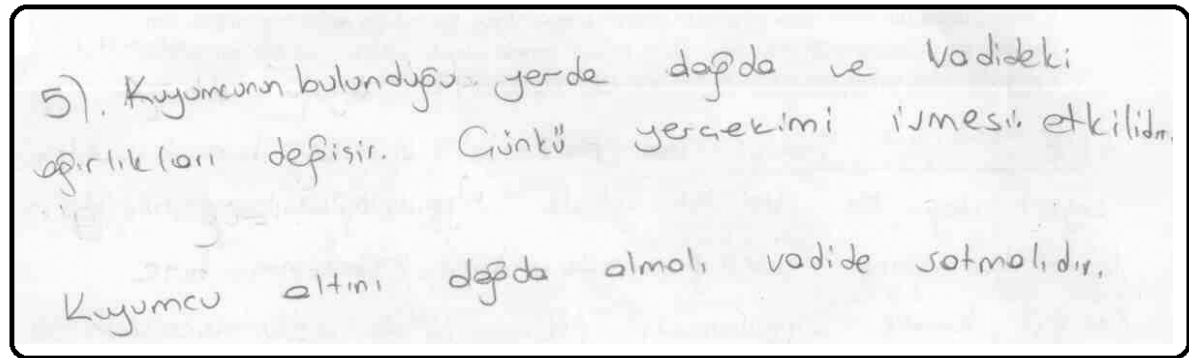 5). Kuyumcunun bulunduğu yerde dağda ve vadideki
ağırlıkları değişir. Çünkü yerçekimi ivmesi etkilidir.
Kuyumcu altını dağda almalı vadide satmalıdır.